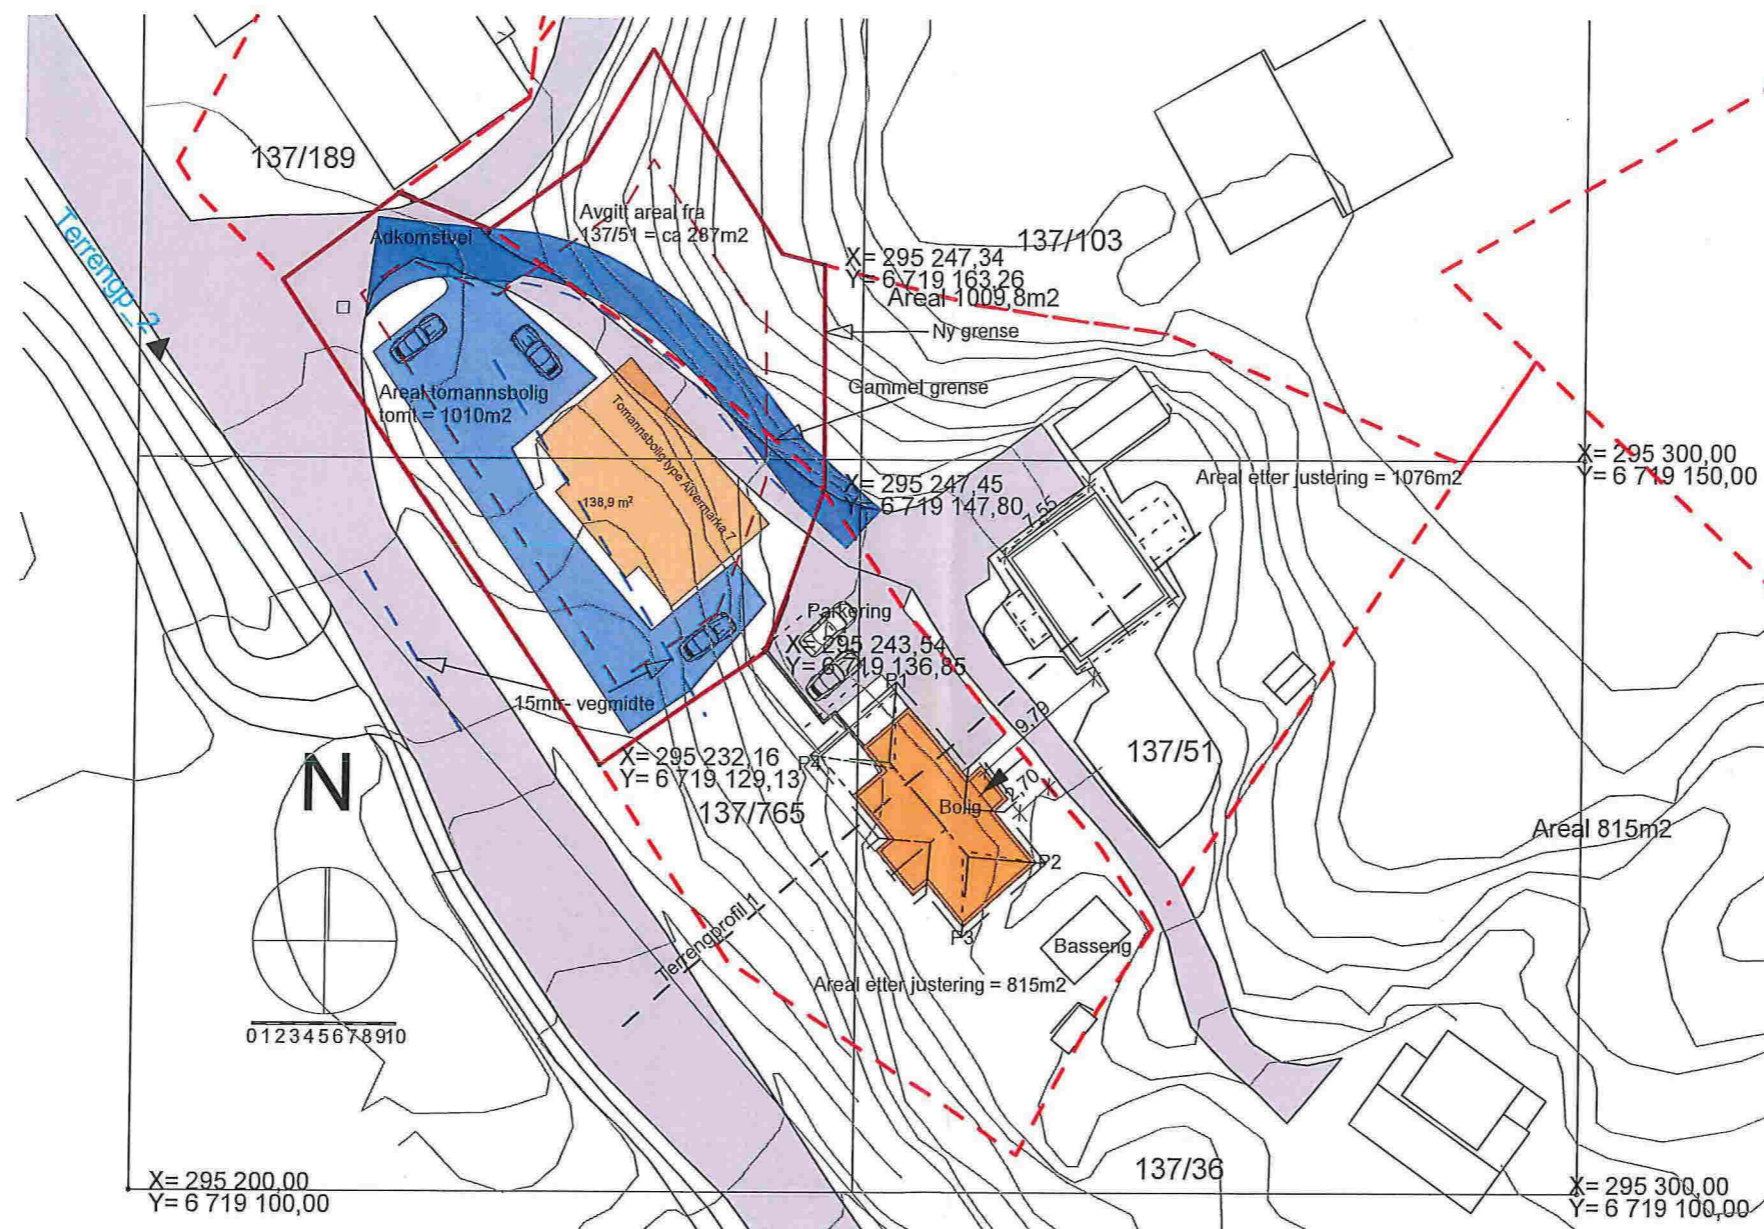 137/189
Terrengp_2
Adkomstvei
Avgitt areal fra
137/51 = ca 287m2
X= 295 247,34
Y= 6 719 163,26
137/103
Areal 1009,8m2
Ny grense
Gammel grense
Areal tomannsbolig
tomt = 1010m2
Tomannsbolig type Alvermarka 7
138,9 m²
X= 295 247,45
Y= 6 719 147,80
7,55
Areal etter justering = 1076m2
X= 295 300,00
Y= 6 719 150,00
Parkering
X= 295 243,54
Y= 6 719 136,85
P1
15mtr- vegmidte
9,79
137/51
X= 295 232,16
Y= 6 719 129,13
P4
137/765
2,70
Bolig
P2
Areal 815m2
N
Terrengprofil 1
P3
Basseng
Areal etter justering = 815m2
0 1 2 3 4 5 6 7 8 9 10
137/36
X= 295 200,00
Y= 6 719 100,00
X= 295 300,00
Y= 6 719 100,00